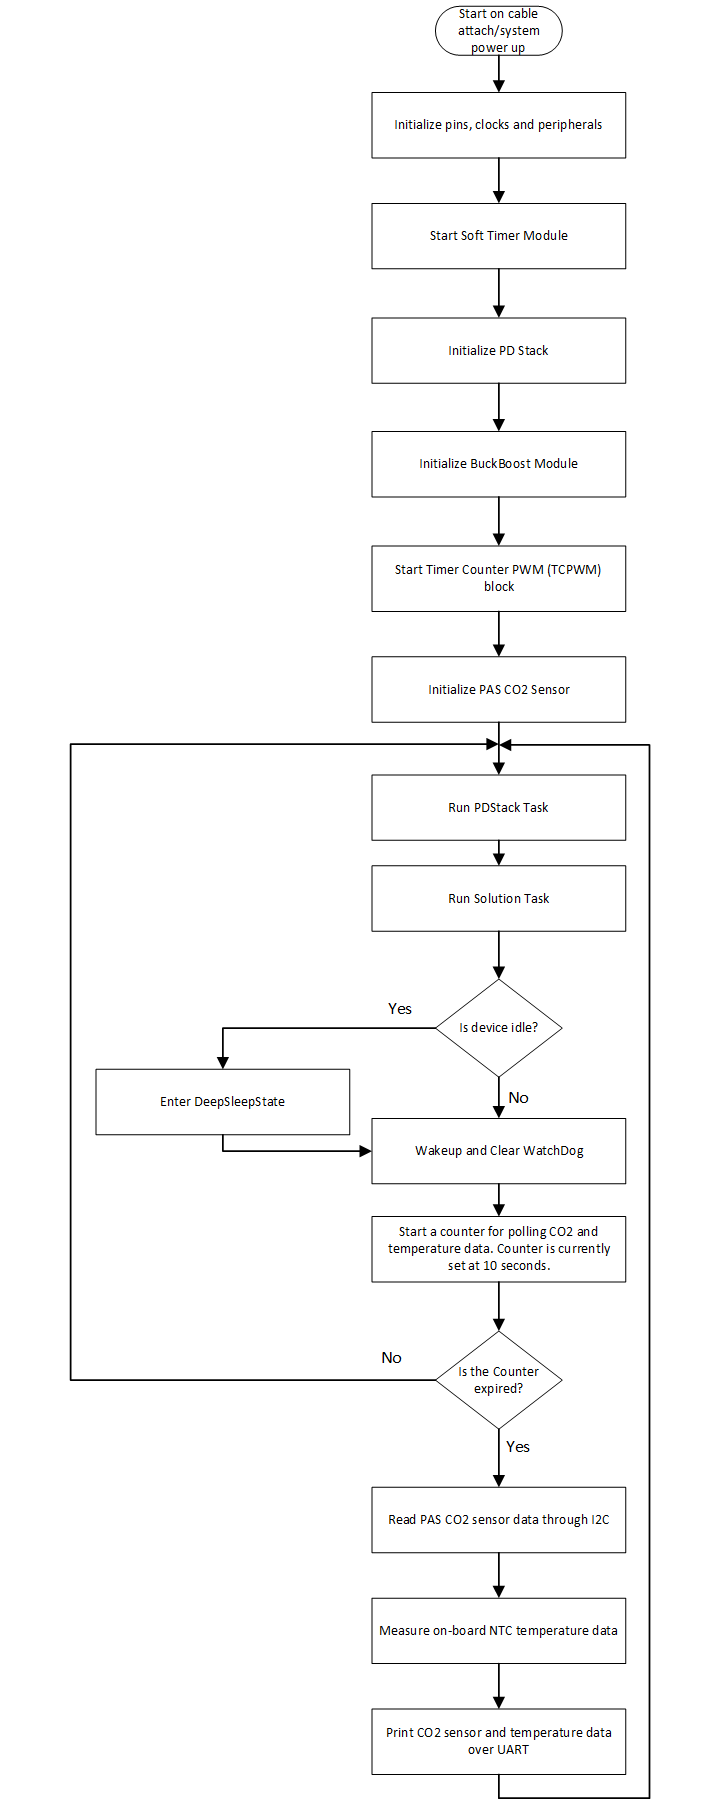 Start on cable
attach/system
power up
Initialize pins, clocks and peripherals
Start Soft Timer Module
Initialize PD Stack
Initialize BuckBoost Module
Start Timer Counter PWM (TCPWM)
block
Initialize PAS CO2 Sensor
Run PDStack Task
Run Solution Task
Yes
Is device idle?
Enter DeepSleepState
No
Wakeup and Clear WatchDog
Start a counter for polling CO2 and
temperature data. Counter is currently
set at 10 seconds.
No
Is the Counter
expired?
Yes
Read PAS CO2 sensor data through I2C
Measure on-board NTC temperature data
Print CO2 sensor and temperature data
over UART